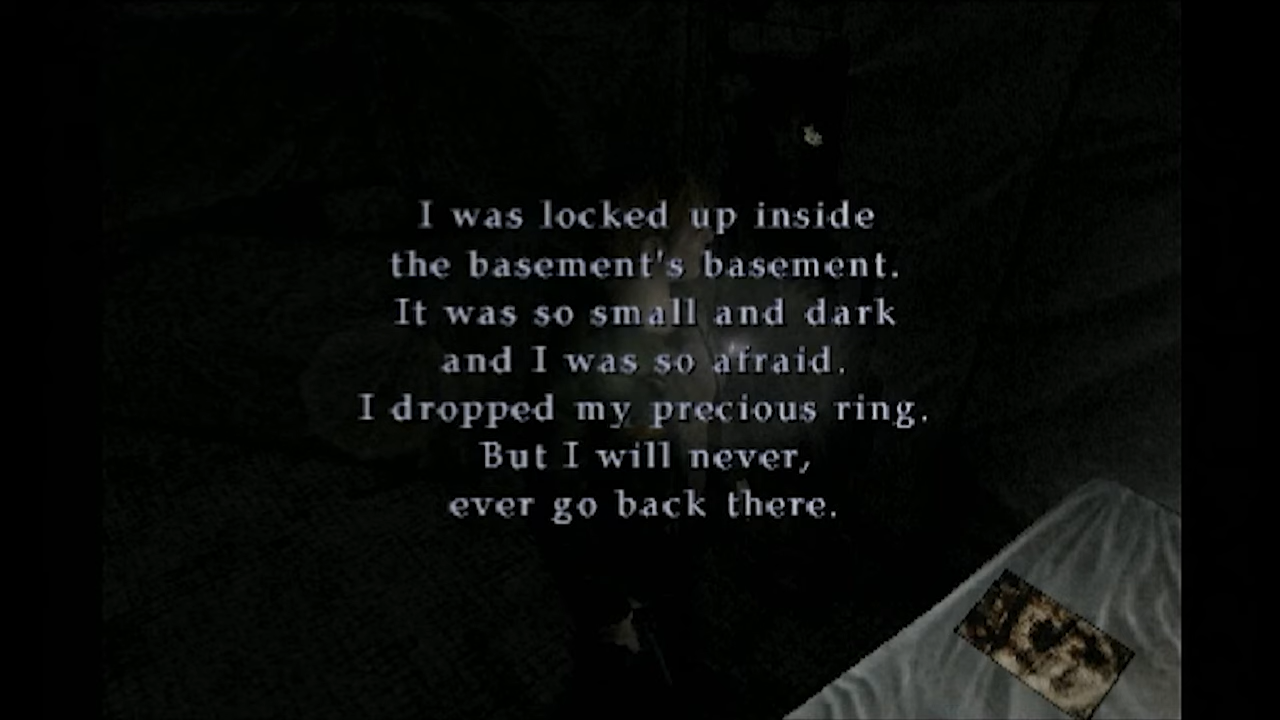 I was locked up inside
the basement's basement.
It was so small and dark
and I was so afraid.
I dropped my precious ring.
But I will never,
ever go back there.